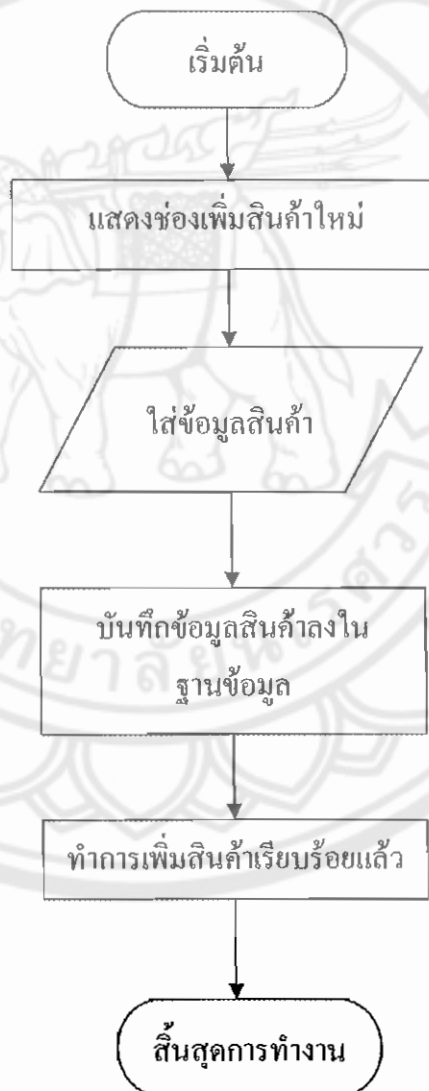 เริ่มต้น
แสดงช่องเพิ่มสินค้าใหม่
ใส่ข้อมูลสินค้า
บันทึกข้อมูลสินค้าลงใน
ฐานข้อมูล
ทำการเพิ่มสินค้าเรียบร้อยแล้ว
สิ้นสุดการทำงาน